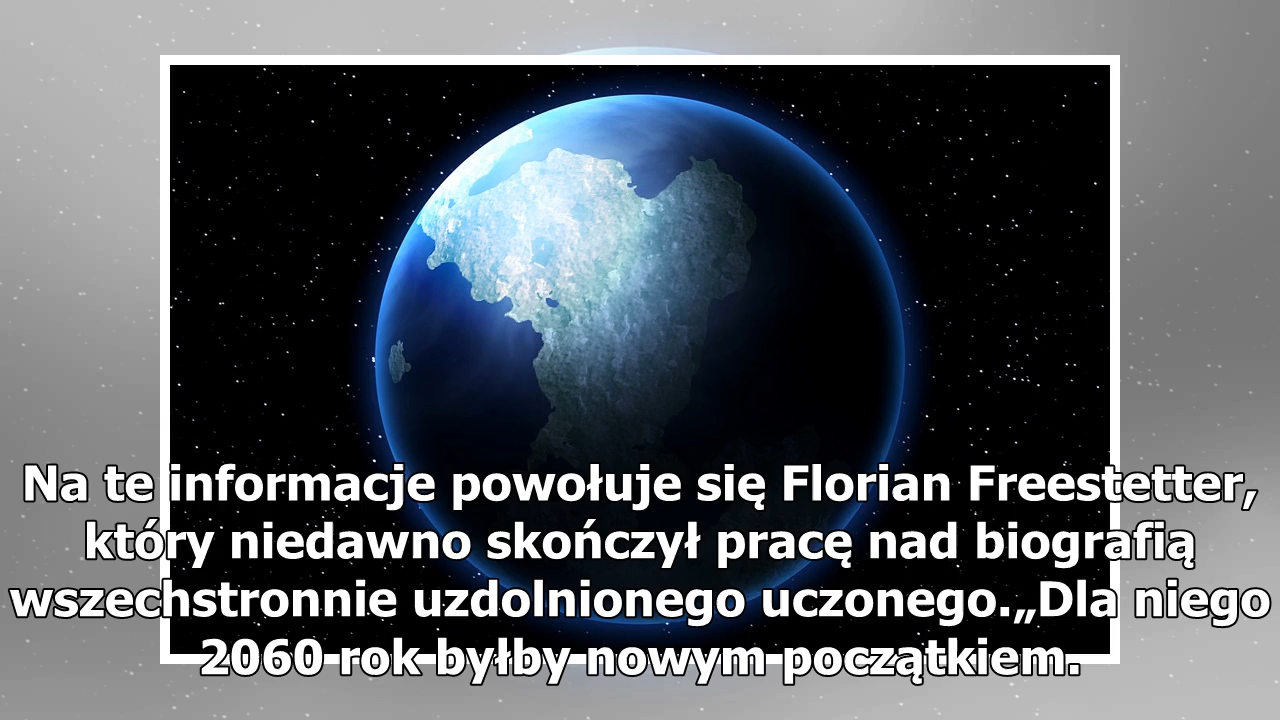 Na te informacje powołuje się Florian Freestetter,
który niedawno skończył pracę nad biografią
wszechstronnie uzdolnionego uczonego.„Dla niego
2060 rok byłby nowym początkiem.